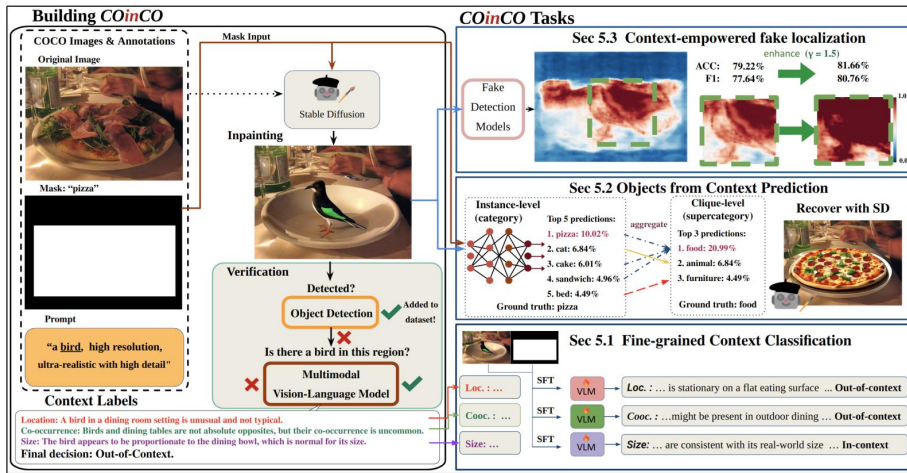 Building COinCO
COCO Images & Annotations
Original Image
Mask: "pizza"
Prompt
"a bird, high resolution,
ultra-realistic with high detail"
Context Labels
Location: A bird in a dining room setting is unusual and not typical.
Co-occurrence: Birds and dining tables are not absolute opposites, but their co-occurrence is uncommon.
Size: The bird appears to be proportionate to the dining bowl, which is normal for its size.
Final decision: Out-of-Context.
Mask Input
Stable Diffusion
Inpainting
Verification
Detected?
Object Detection
Added to
dataset!
Is there a bird in this region?
Multimodal
Vision-Language Model
COinCO Tasks
Sec 5.3 Context-empowered fake localization
Fake
Detection
Models
enhance (γ = 1.5)
ACC: 79.22% 81.66%
F1: 77.64% 80.76%
1.0
0.0
Sec 5.2 Objects from Context Prediction
Instance-level
(category)
Top 5 predictions:
1. pizza: 10.02%
2. cat: 6.84%
3. cake: 6.01%
4. sandwich: 4.96%
5. bed: 4.49%
Ground truth: pizza
aggregate
Clique-level
(supercategory)
Top 3 predictions:
1. food: 20.99%
2. animal: 6.84%
3. furniture: 4.49%
Ground truth: food
Recover with SD
Sec 5.1 Fine-grained Context Classification
Loc. : …
SFT
VLM
Loc. : … is stationary on a flat eating surface ... Out-of-context
Cooc. : …
SFT
VLM
Cooc. : …might be present in outdoor dining … Out-of-context
Size: …
SFT
VLM
Size: … are consistent with its real-world size … In-context